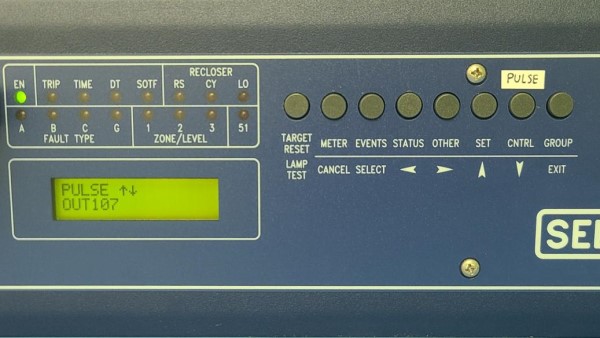 RECLOSER
EN TRIP TIME DT SOTF RS CY LO
A B C G 1 2 3 51
FAULT TYPE ZONE/LEVEL
PULSE ↑↓
OUT107
PULSE
TARGET RESET METER EVENTS STATUS OTHER SET CNTRL GROUP
LAMP TEST CANCEL SELECT EXIT